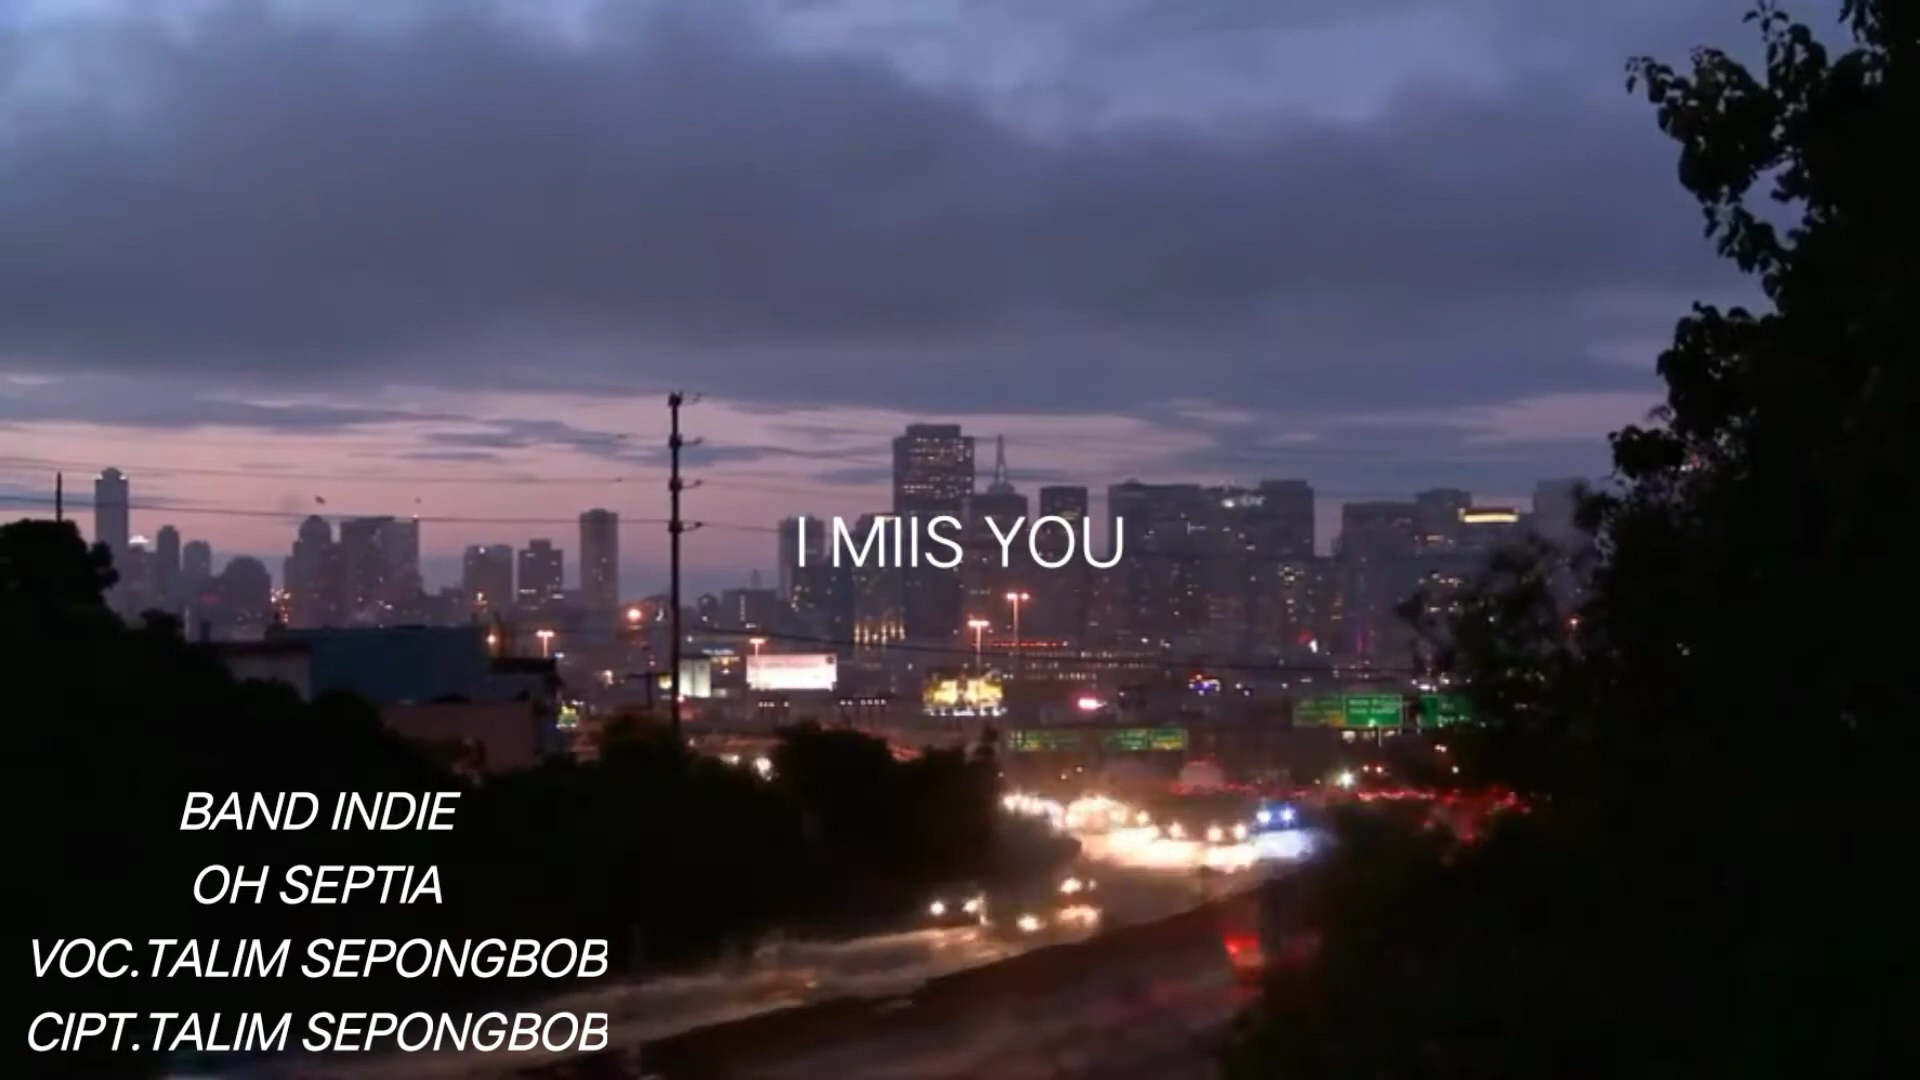 I MIIS YOU
BAND INDIE
OH SEPTIA
VOC.TALIM SEPONGBOB
CIPT.TALIM SEPONGBOB